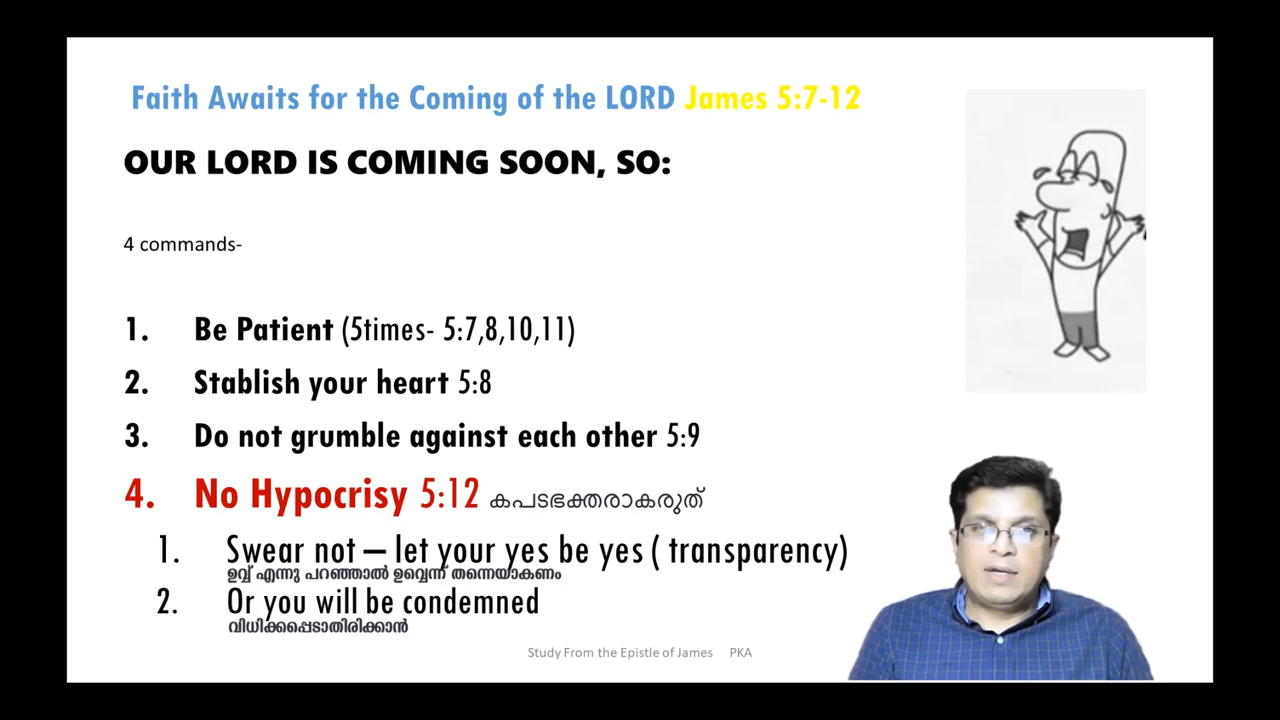 Faith Awaits for the Coming of the LORD James 5:7-12
OUR LORD IS COMING SOON, SO:
4 commands-
1. Be Patient (5times- 5:7,8,10,11)
2. Stablish your heart 5:8
3. Do not grumble against each other 5:9
4. No Hypocrisy 5:12 കപടഭക്തരാകരുത്
1. Swear not – let your yes be yes ( transparency)
ഉവ്വ് എന്നു പറഞ്ഞാൽ ഉവ്വെന്ന് തന്നെയാകണം
2. Or you will be condemned
വിധിക്കപ്പെടാതിരിക്കാൻ
Study From the Epistle of James PKA